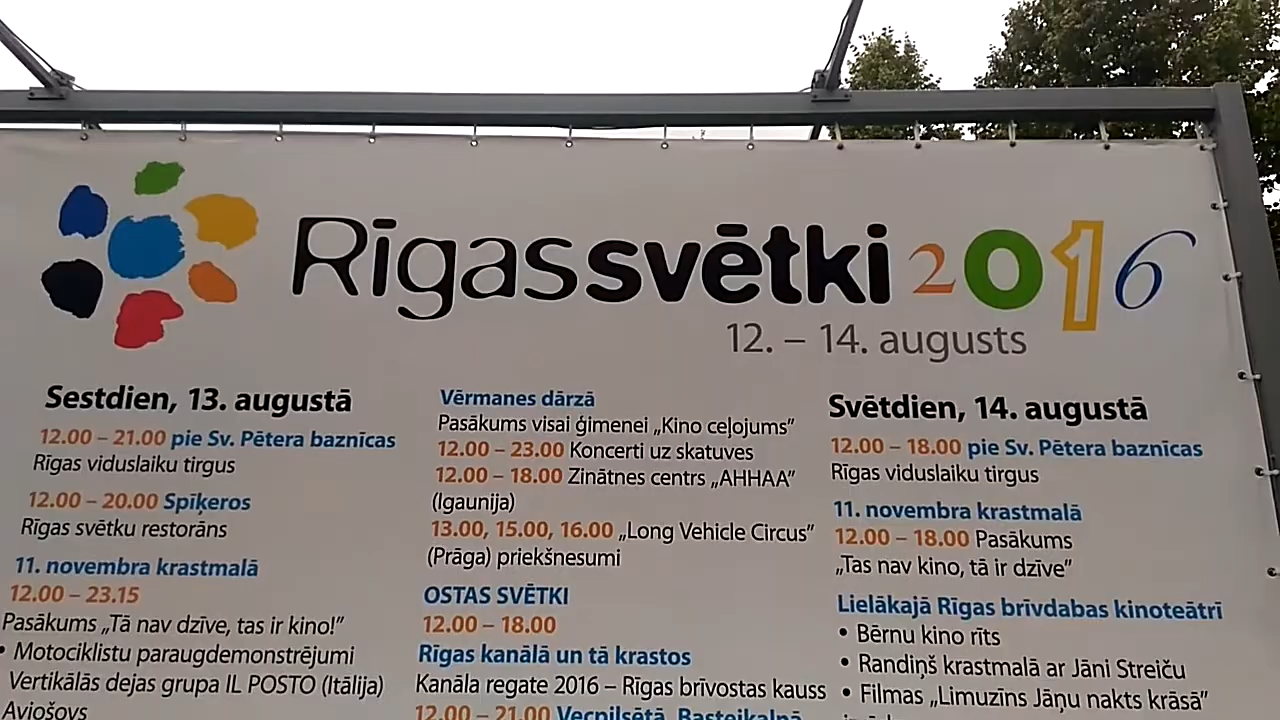 Rīgassvētki 2016
12. – 14. augusts
Sestdien, 13. augustā
12.00 – 21.00 pie Sv. Pētera baznīcas
Rīgas viduslaiku tirgus
12.00 – 20.00 Spīķeros
Rīgas svētku restorāns
11. novembra krastmalā
12.00 – 23.15
Pasākums „Tā nav dzīve, tas ir kino!”
• Motociklistu paraugdemonstrējumi
Vertikālās dejas grupa IL POSTO (Itālija)
Aviošovs
Vērmanes dārzā
Pasākums visai ģimenei „Kino ceļojums”
12.00 – 23.00 Koncerti uz skatuves
12.00 – 18.00 Zinātnes centrs „AHHAA”
(Igaunija)
13.00, 15.00, 16.00 „Long Vehicle Circus”
(Prāga) priekšnesumi
OSTAS SVĒTKI
12.00 – 18.00
Rīgas kanālā un tā krastos
Kanāla regate 2016 – Rīgas brīvostas kauss
12.00 – 21.00 Vecpilsētā, Basteikalnā
Svētdien, 14. augustā
12.00 – 18.00 pie Sv. Pētera baznīcas
Rīgas viduslaiku tirgus
11. novembra krastmalā
12.00 – 18.00 Pasākums
„Tas nav kino, tā ir dzīve”
Lielākajā Rīgas brīvdabas kinoteātrī
• Bērnu kino rīts
• Randiņš krastmalā ar Jāni Streiču
• Filmas „Limuzīns Jāņu nakts krāsā”